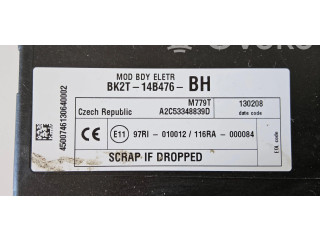 MOD BDY ELETR
BK2T-14B476-BH
M779T
Czech Republic
A2C53348839D
130208
date code
CE
E11
97RI - 010012 / 116RA - 000084
SCRAP IF DROPPED
4500746130640002